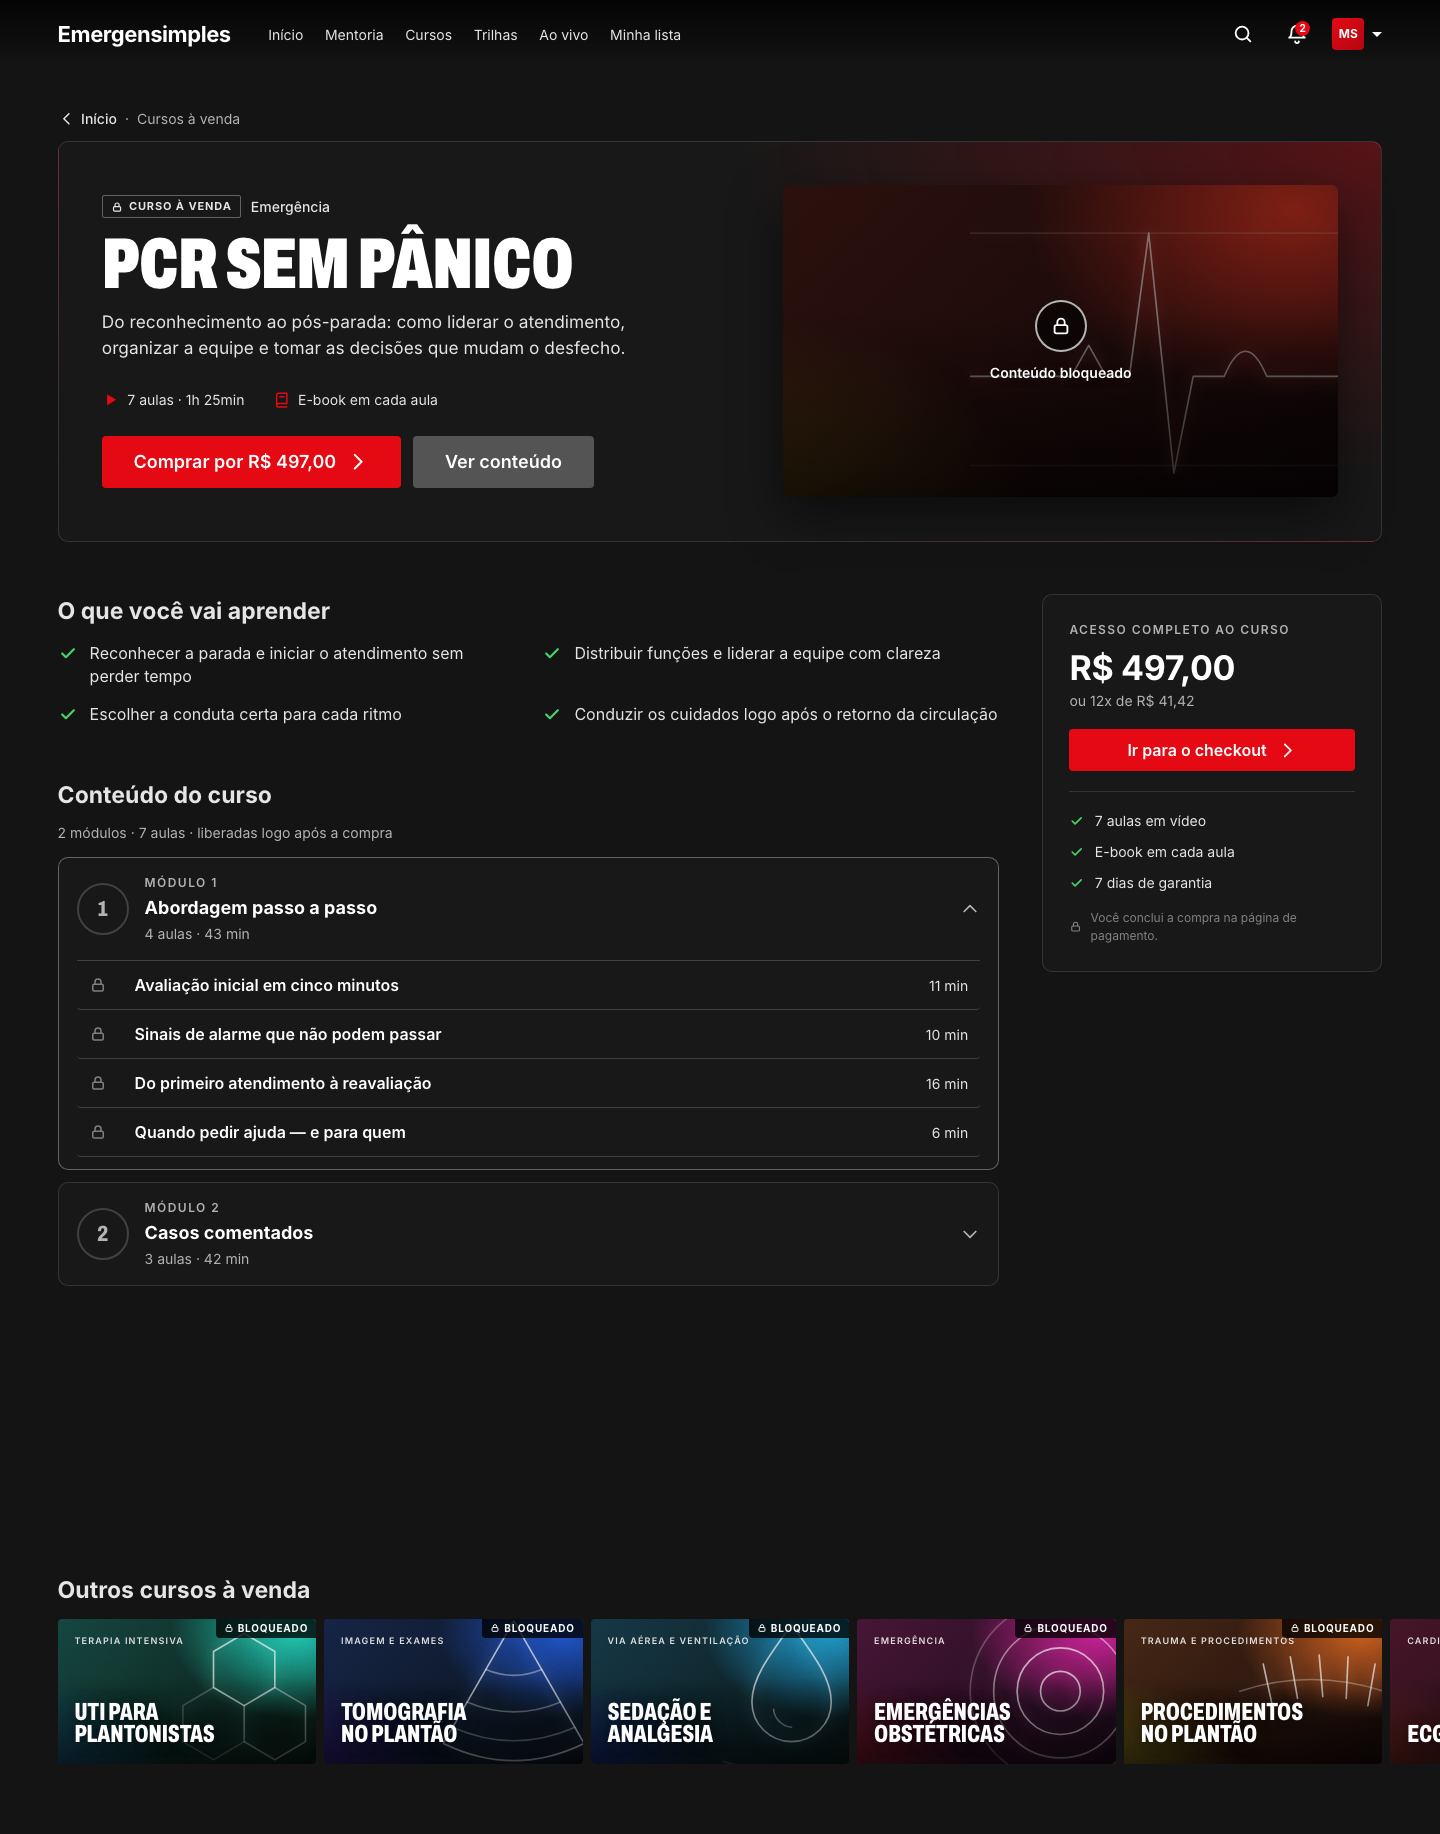 Emergensimples
Início
Mentoria
Cursos
Trilhas
Ao vivo
Minha lista
2
MS
Início · Cursos à venda
CURSO À VENDA
Emergência
PCR SEM PÂNICO
Do reconhecimento ao pós-parada: como liderar o atendimento,
organizar a equipe e tomar as decisões que mudam o desfecho.
7 aulas · 1h 25min
E-book em cada aula
Comprar por R$ 497,00
Ver conteúdo
Conteúdo bloqueado
O que você vai aprender
Reconhecer a parada e iniciar o atendimento sem
perder tempo
Distribuir funções e liderar a equipe com clareza
Escolher a conduta certa para cada ritmo
Conduzir os cuidados logo após o retorno da circulação
ACESSO COMPLETO AO CURSO
R$ 497,00
ou 12x de R$ 41,42
Ir para o checkout
7 aulas em vídeo
E-book em cada aula
7 dias de garantia
Você conclui a compra na página de
pagamento.
Conteúdo do curso
2 módulos · 7 aulas · liberadas logo após a compra
1
MÓDULO 1
Abordagem passo a passo
4 aulas · 43 min
Avaliação inicial em cinco minutos
11 min
Sinais de alarme que não podem passar
10 min
Do primeiro atendimento à reavaliação
16 min
Quando pedir ajuda — e para quem
6 min
2
MÓDULO 2
Casos comentados
3 aulas · 42 min
Outros cursos à venda
BLOQUEADO
TERAPIA INTENSIVA
UTI PARA
PLANTONISTAS
BLOQUEADO
IMAGEM E EXAMES
TOMOGRAFIA
NO PLANTÃO
BLOQUEADO
VIA AÉREA E VENTILAÇÃO
SEDAÇÃO E
ANALGESIA
BLOQUEADO
EMERGÊNCIA
EMERGÊNCIAS
OBSTÉTRICAS
BLOQUEADO
TRAUMA E PROCEDIMENTOS
PROCEDIMENTOS
NO PLANTÃO